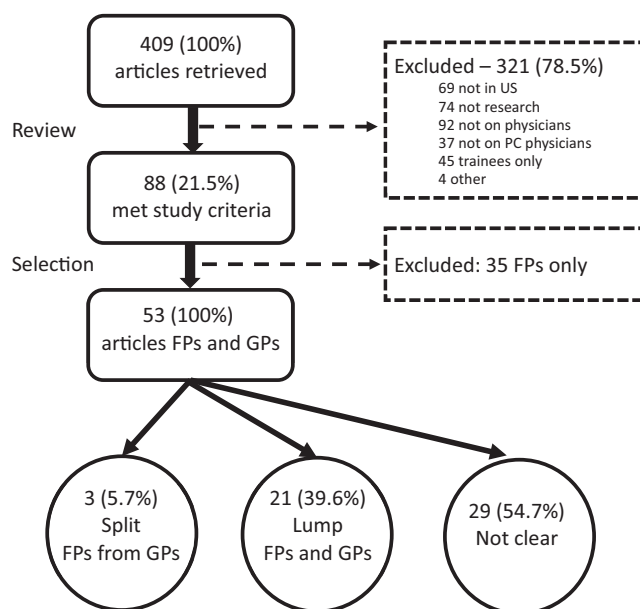 409 (100%)
articles retrieved
Excluded – 321 (78.5%)
69 not in US
74 not research
92 not on physicians
37 not on PC physicians
45 trainees only
4 other
Review
88 (21.5%)
met study criteria
Selection
Excluded: 35 FPs only
53 (100%)
articles FPs and GPs
3 (5.7%)
Split
FPs from GPs
21 (39.6%)
Lump
FPs and GPs
29 (54.7%)
Not clear